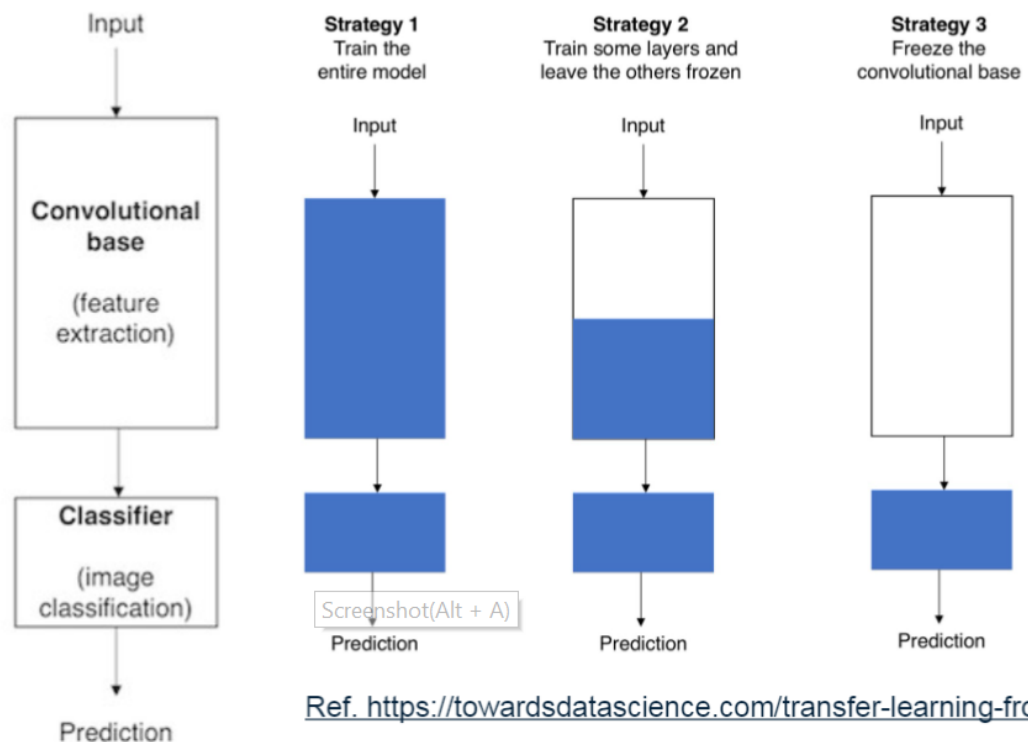 Input
Convolutional
base
(feature
extraction)
Classifier
(image
classification)
Prediction
Strategy 1
Train the
entire model
Input
Screenshot(Alt + A)
Prediction
Strategy 2
Train some layers and
leave the others frozen
Input
Prediction
Strategy 3
Freeze the
convolutional base
Input
Prediction
Ref. https://towardsdatascience.com/transfer-learning-fro